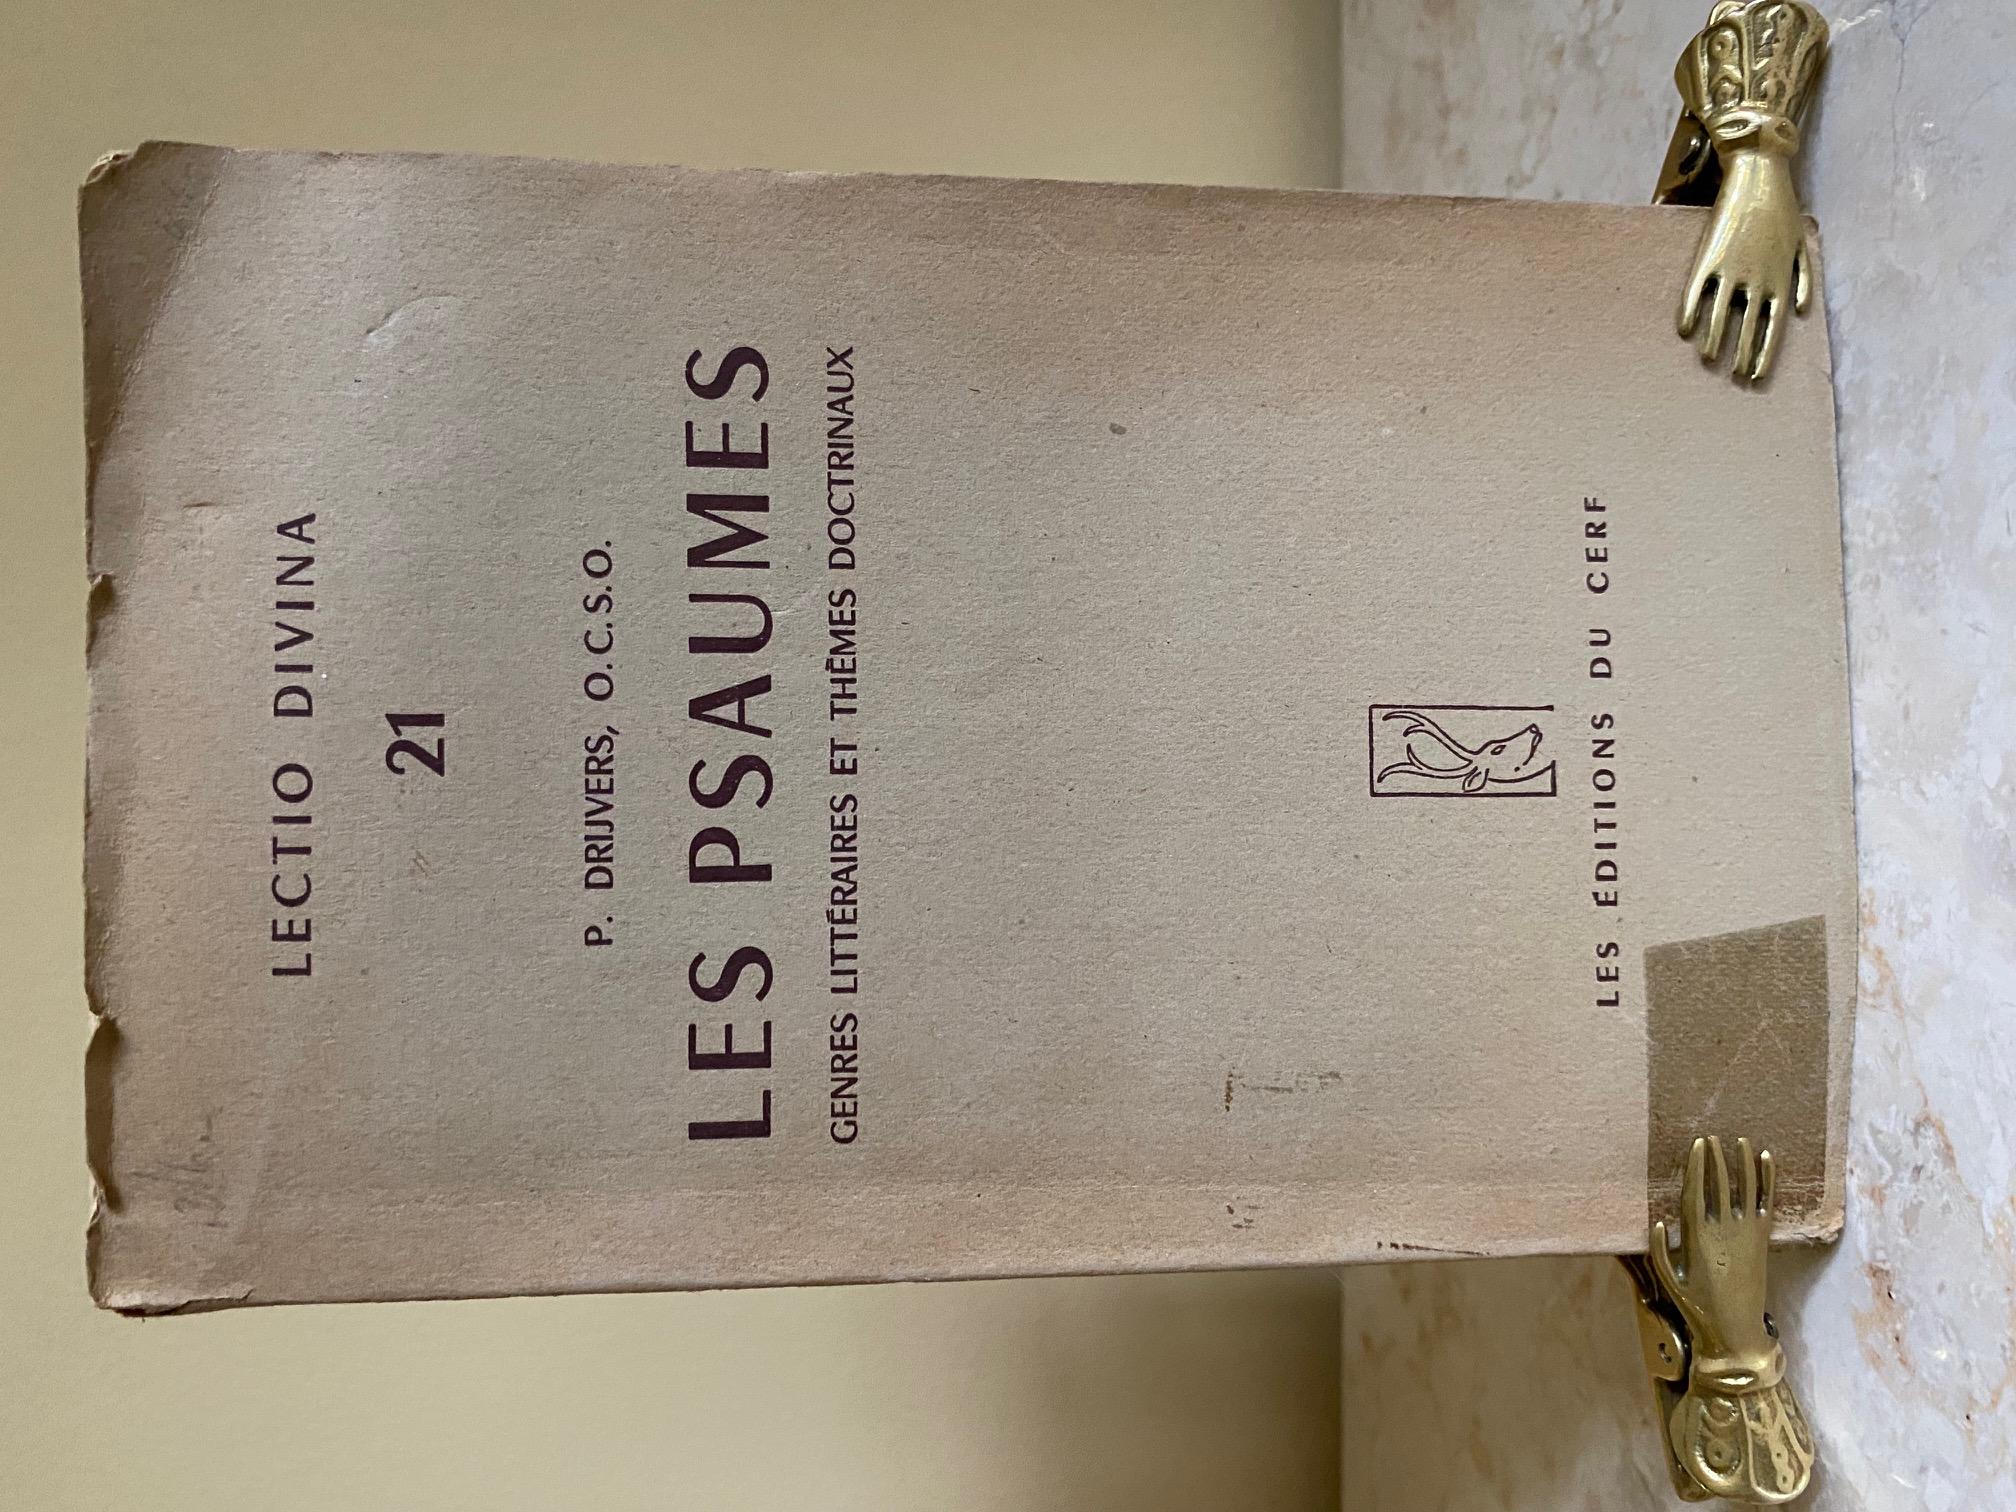 LECTIO DIVINA
21
P. DRIJVERS, O.C.S.O.
LES PSAUMES
GENRES LITTÉRAIRES ET THÈMES DOCTRINAUX
LES ÉDITIONS DU CERF